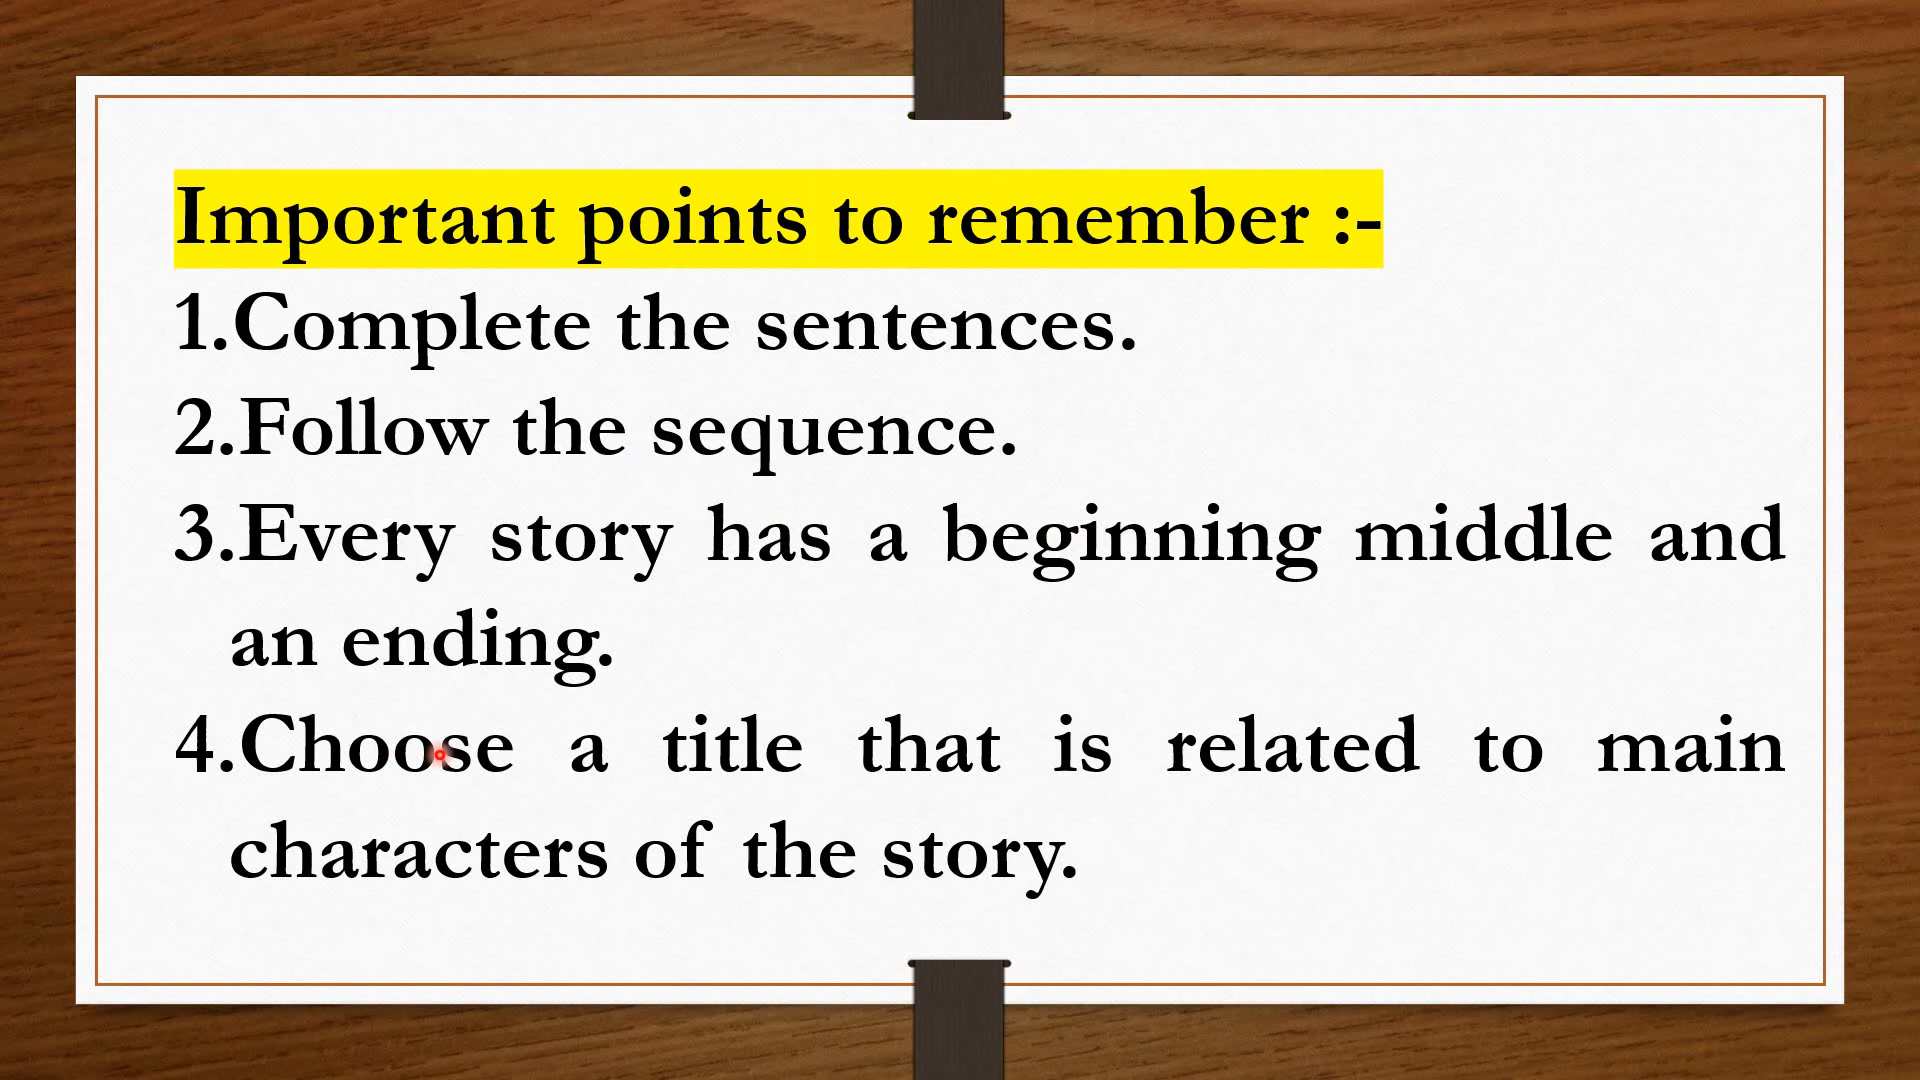 Important points to remember :-
1.Complete the sentences.
2.Follow the sequence.
3.Every story has a beginning middle and
an ending.
4.Choose a title that is related to main
characters of the story.